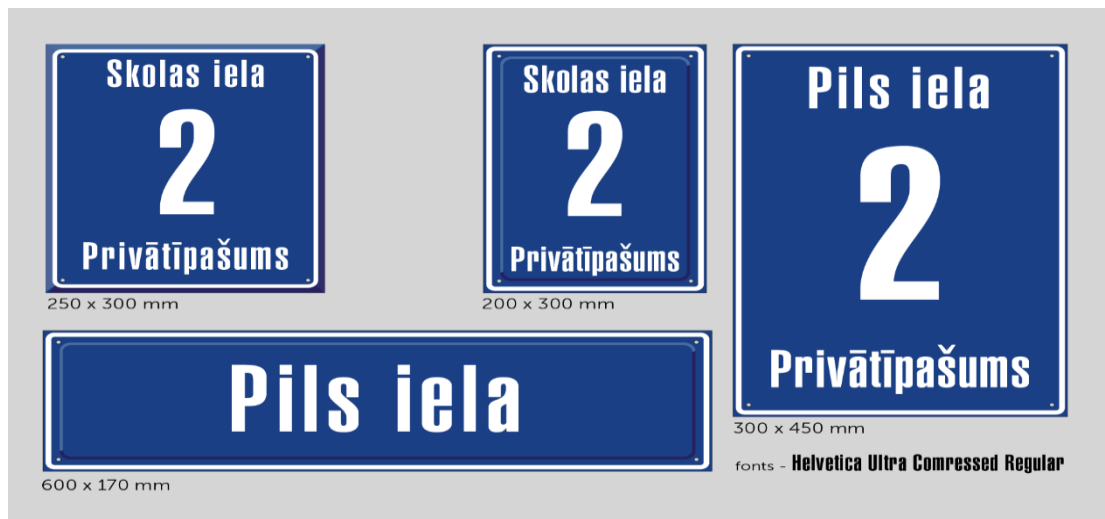 Skolas iela
2
Privātīpašums
250 x 300 mm
Skolas iela
2
Privātīpašums
200 x 300 mm
Pils iela
2
Privātīpašums
300 x 450 mm
Pils iela
600 x 170 mm
fonts - Helvetica Ultra Comressed Regular